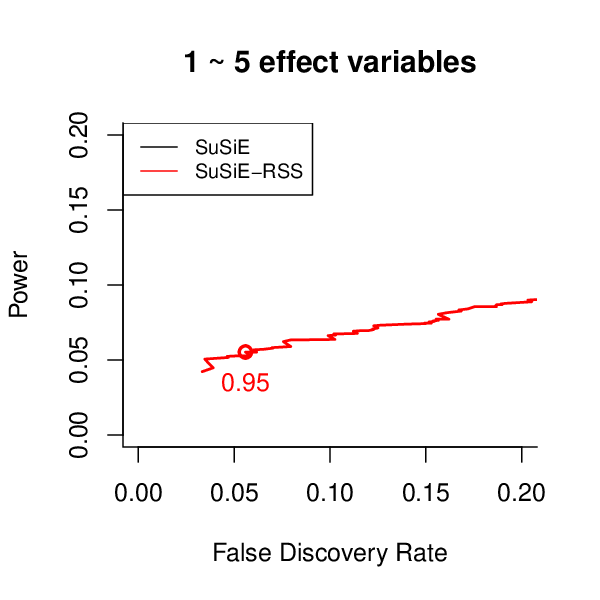 1 ~ 5 effect variables
SuSiE
SuSiE−RSS
Power
0.20
0.15
0.10
0.05
0.00
0.95
0.00 0.05 0.10 0.15 0.20
False Discovery Rate